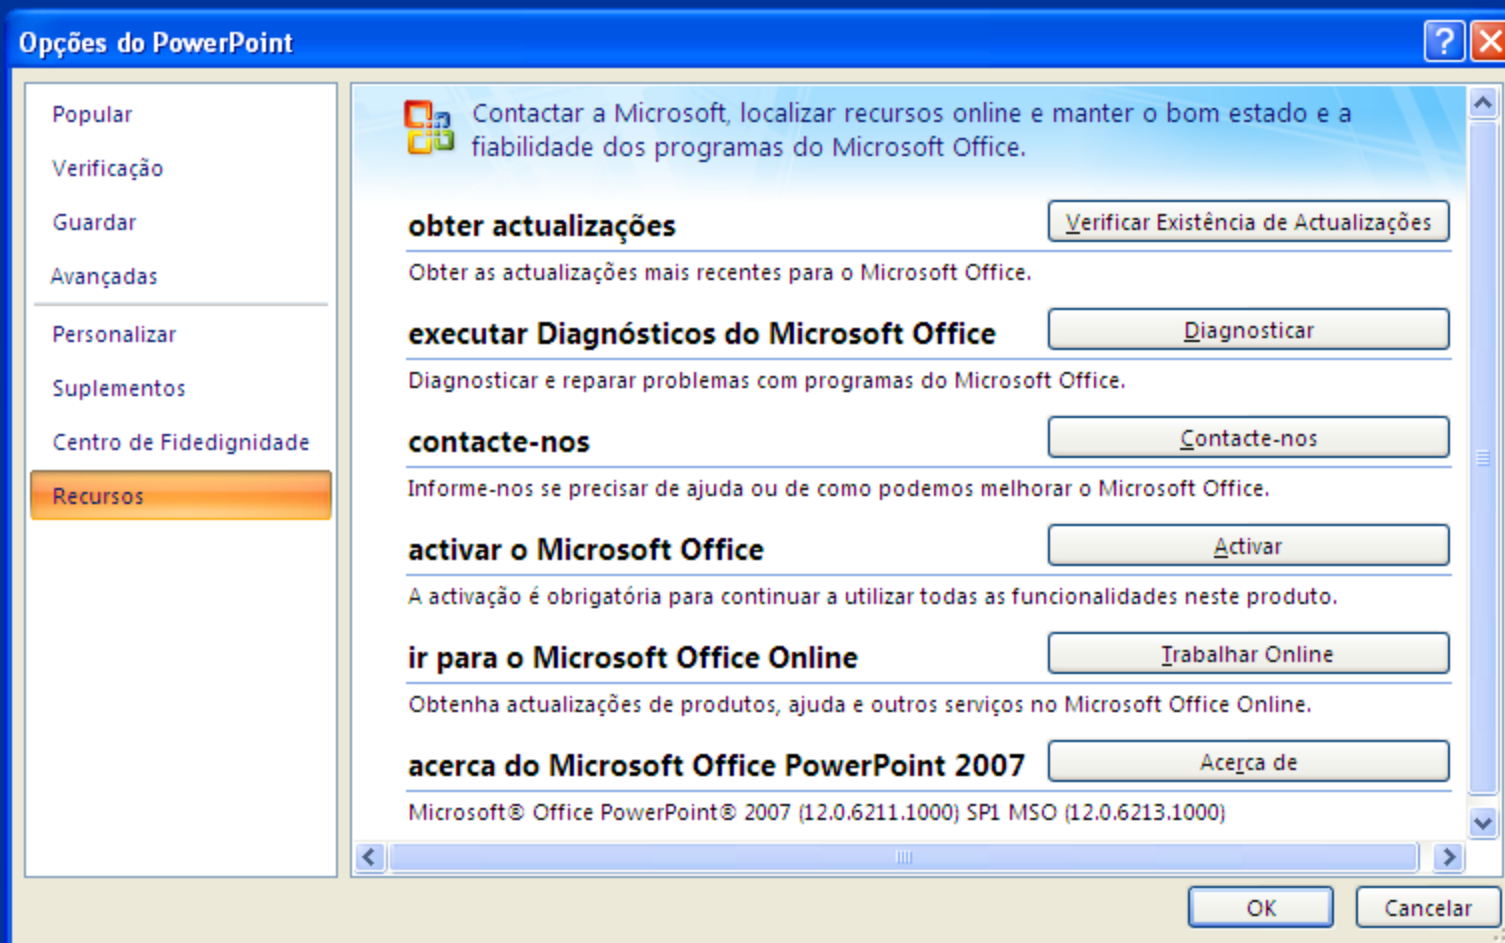 Opções do PowerPoint
Popular
Verificação
Guardar
Avançadas
Personalizar
Suplementos
Centro de Fidedignidade
Recursos
Contactar a Microsoft, localizar recursos online e manter o bom estado e a
fiabilidade dos programas do Microsoft Office.
obter actualizações
Verificar Existência de Actualizações
Obter as actualizações mais recentes para o Microsoft Office.
executar Diagnósticos do Microsoft Office
Diagnosticar
Diagnosticar e reparar problemas com programas do Microsoft Office.
contacte-nos
Contacte-nos
Informe-nos se precisar de ajuda ou de como podemos melhorar o Microsoft Office.
activar o Microsoft Office
Activar
A activação é obrigatória para continuar a utilizar todas as funcionalidades neste produto.
ir para o Microsoft Office Online
Trabalhar Online
Obtenha actualizações de produtos, ajuda e outros serviços no Microsoft Office Online.
acerca do Microsoft Office PowerPoint 2007
Acerca de
Microsoft® Office PowerPoint® 2007 (12.0.6211.1000) SP1 MSO (12.0.6213.1000)
OK
Cancelar